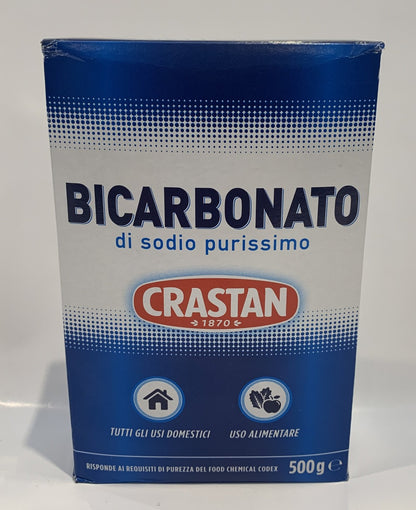 BICARBONATO
di sodio purissimo
CRASTAN
1870
TUTTI GLI USI DOMESTICI
USO ALIMENTARE
RISPONDE AI REQUISITI DI PUREZZA DEL FOOD CHEMICAL CODEX
500g ℮